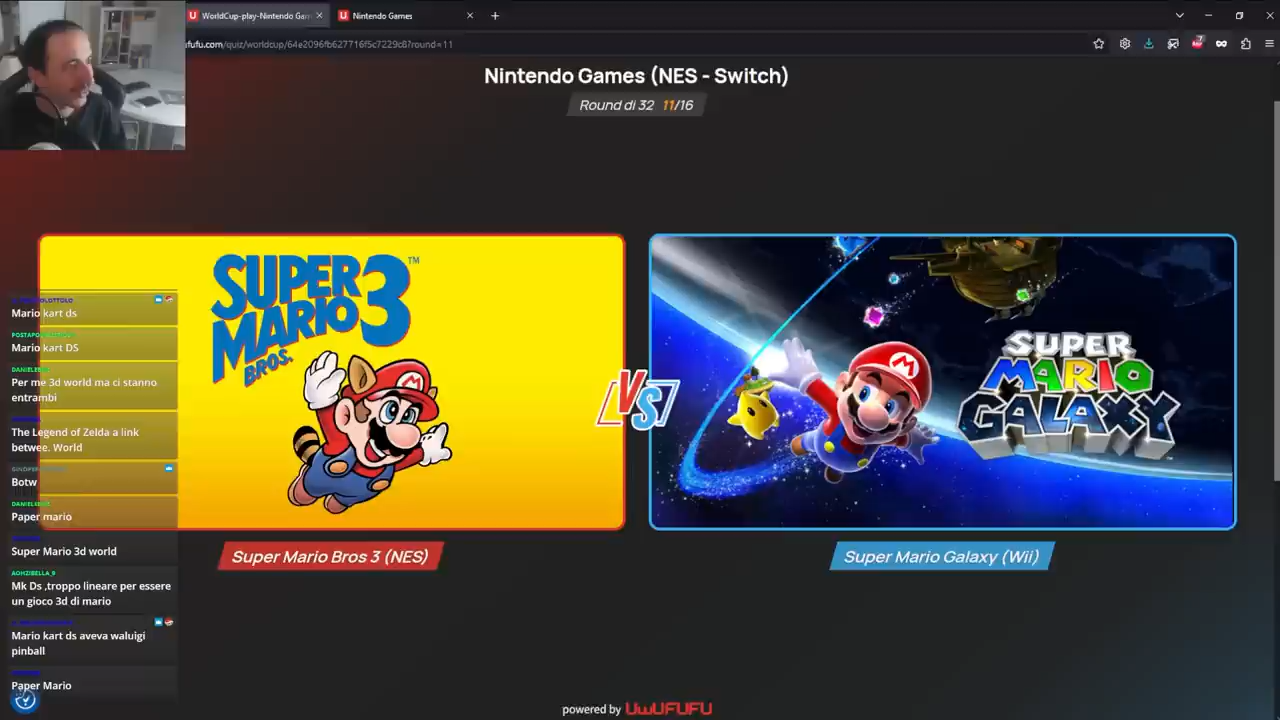 WorldCup-play-Nintendo Gam
Nintendo Games
ufufu.com/quiz/worldcup/64e2096fb627716f5c7229c8?round=11
Nintendo Games (NES - Switch)
Round di 32 11/16
SUPER
MARIO 3
BROS.
TM
SUPER
MARIO
GALAXY
VS
Super Mario Bros 3 (NES)
Super Mario Galaxy (Wii)
Mario kart ds
Mario kart DS
Per me 3d world ma ci stanno
entrambi
The Legend of Zelda a link
betwee. World
Botw
Paper mario
Super Mario 3d world
Mk Ds ,troppo lineare per essere
un gioco 3d di mario
Mario kart ds aveva waluigi
pinball
Paper Mario
powered by UwUFUFU